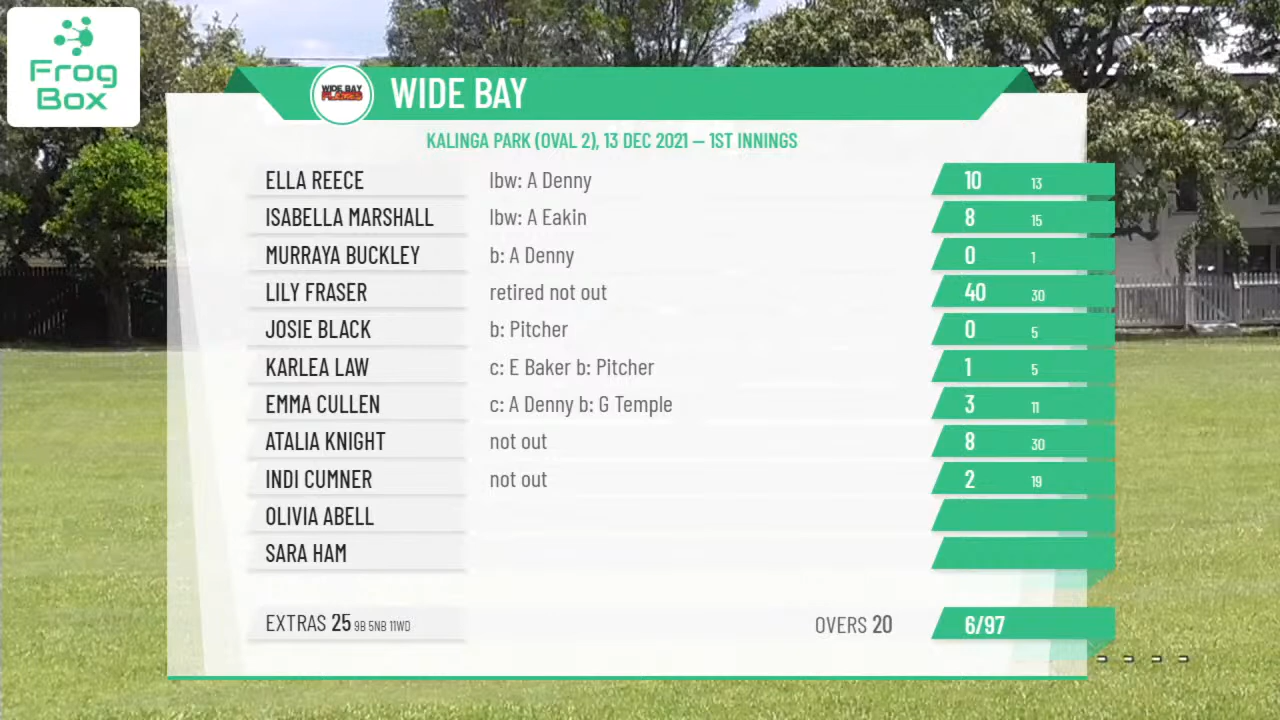 Frog
Box
WIDE BAY
FLAMES
WIDE BAY
KALINGA PARK (OVAL 2), 13 DEC 2021 – 1ST INNINGS
ELLA REECE lbw: A Denny 10 13
ISABELLA MARSHALL lbw: A Eakin 8 15
MURRAYA BUCKLEY b: A Denny 0 1
LILY FRASER retired not out 40 30
JOSIE BLACK b: Pitcher 0 5
KARLEA LAW c: E Baker b: Pitcher 1 5
EMMA CULLEN c: A Denny b: G Temple 3 11
ATALIA KNIGHT not out 8 30
INDI CUMNER not out 2 19
OLIVIA ABELL
SARA HAM
EXTRAS 25 9B 5NB 11WD OVERS 20 6/97